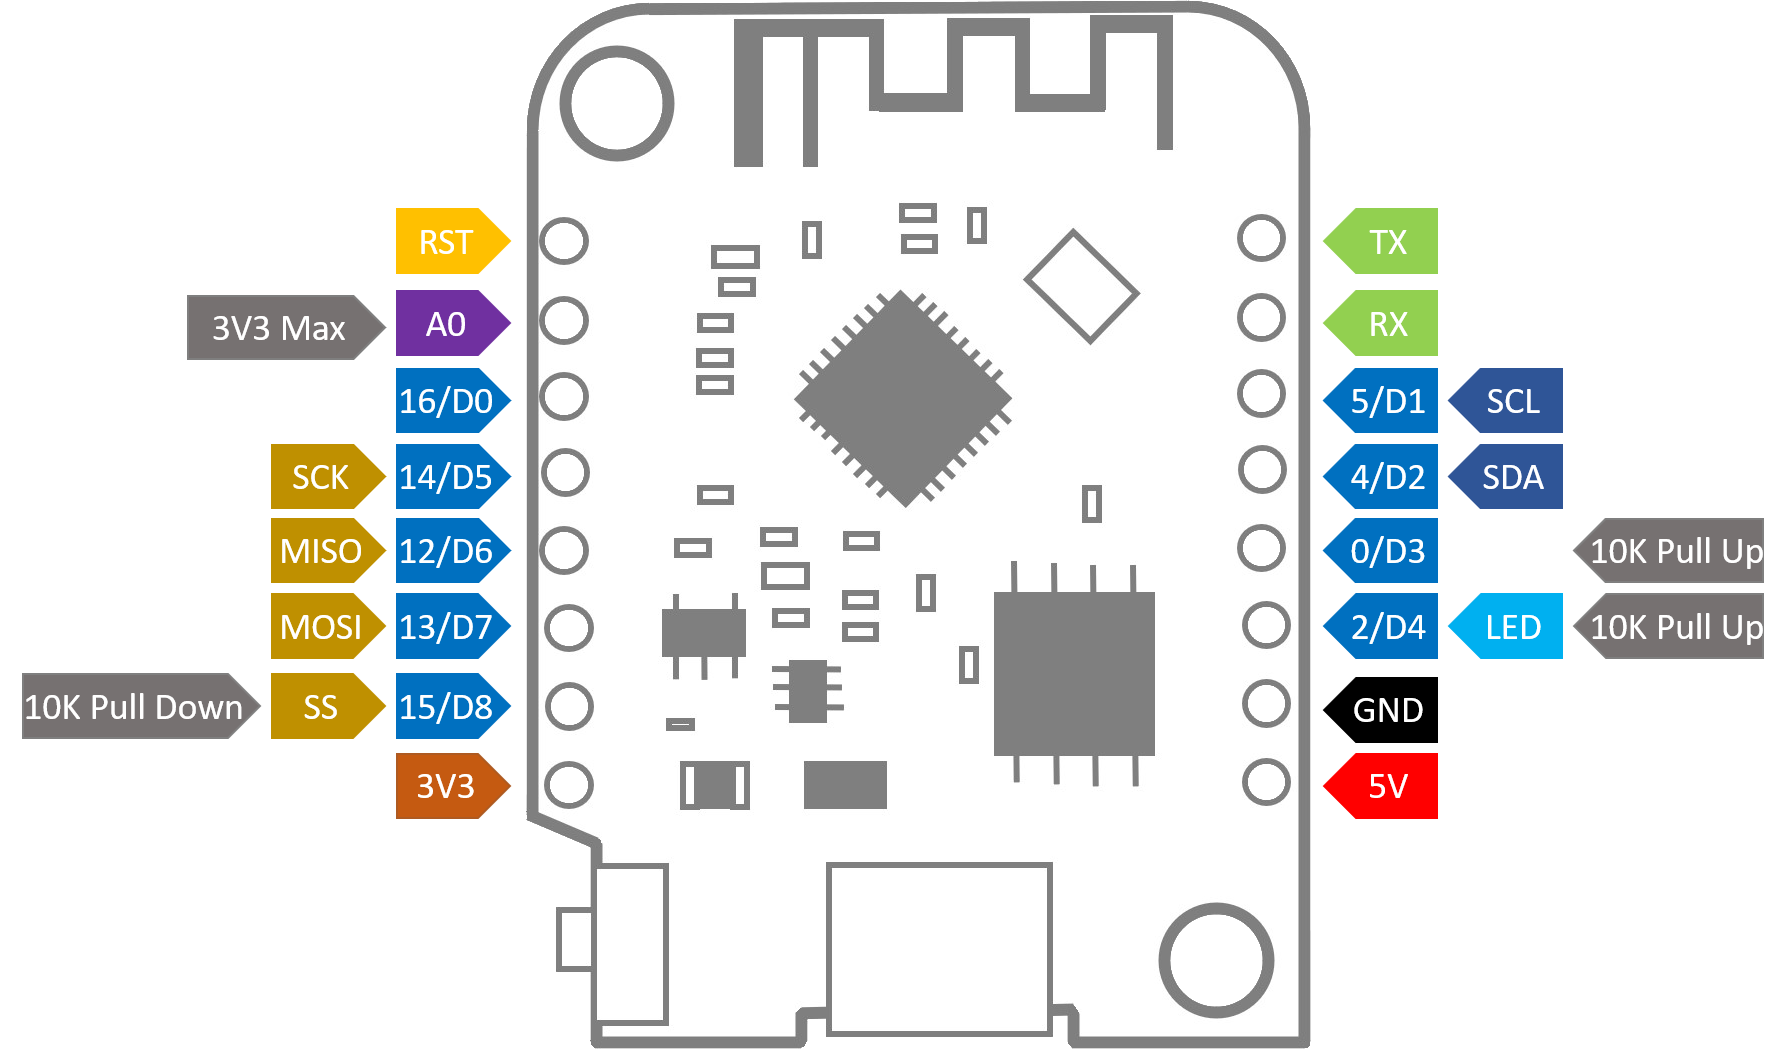 RST
TX
3V3 Max
A0
RX
16/D0
5/D1
SCL
SCK
14/D5
4/D2
SDA
MISO
12/D6
0/D3
10K Pull Up
MOSI
13/D7
2/D4
LED
10K Pull Up
10K Pull Down
SS
15/D8
GND
3V3
5V